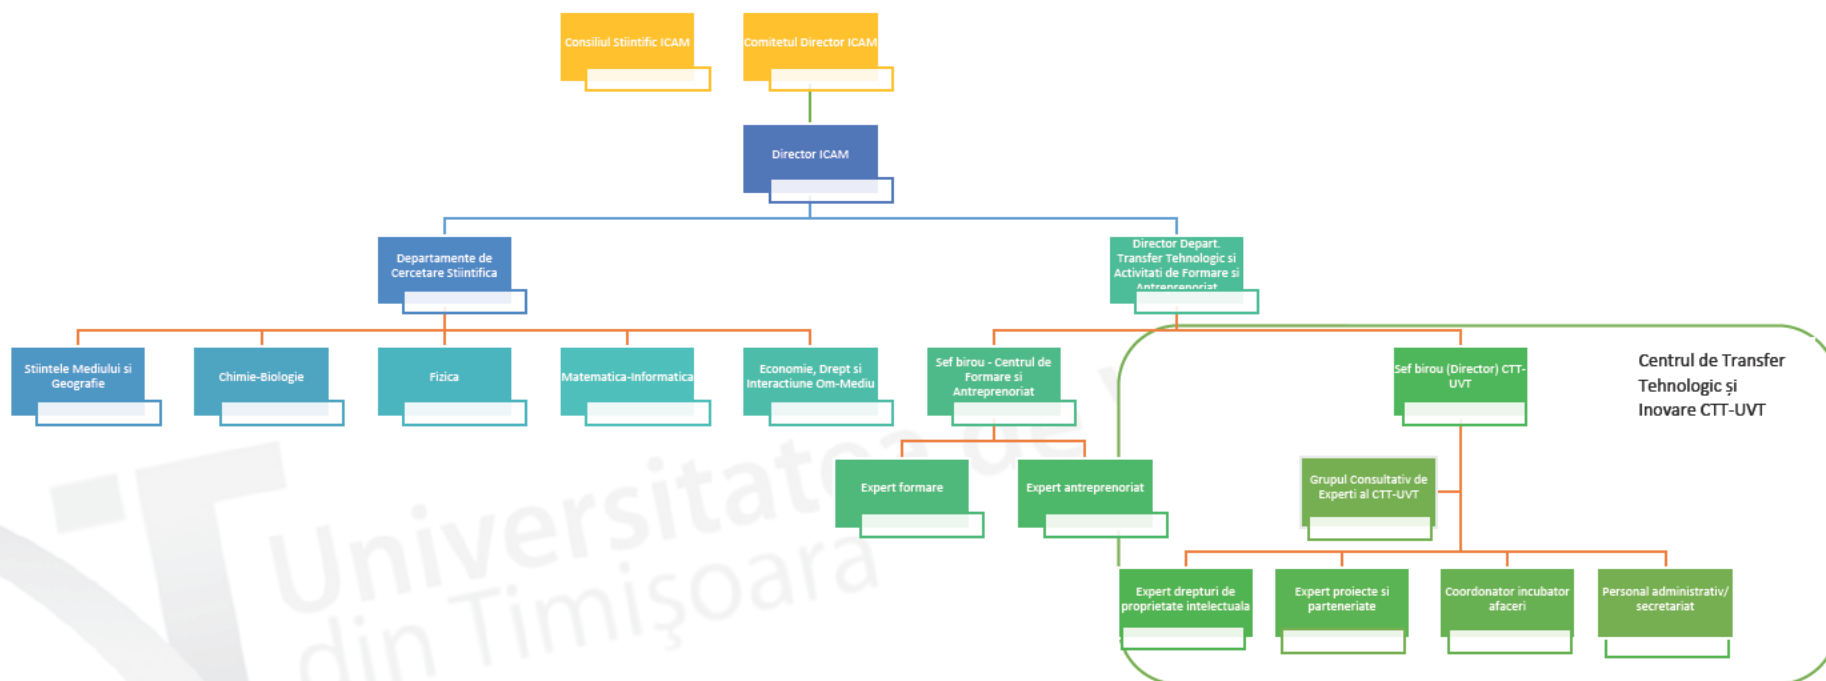 Consiliul Stiintific ICAM
Comitetul Director ICAM
Director ICAM
Departamente de
Cercetare Stiintifica
Director Depart.
Transfer Tehnologic si
Activitati de Formare si
Antreprenoriat
Stiintele Mediului si
Geografie
Chimie-Biologie
Fizica
Matematica-Informatica
Economie, Drept si
Interactiune Om-Mediu
Sef birou - Centrul de
Formare si
Antreprenoriat
Sef birou (Director) CTT-
UVT
Centrul de Transfer
Tehnologic și
Inovare CTT-UVT
Expert formare
Expert antreprenoriat
Grupul Consultativ de
Experti al CTT-UVT
Expert drepturi de
proprietate intelectuala
Expert proiecte si
parteneriate
Coordonator incubator
afaceri
Personal administrativ/
secretariat
Universitatea de V
din Timişoara